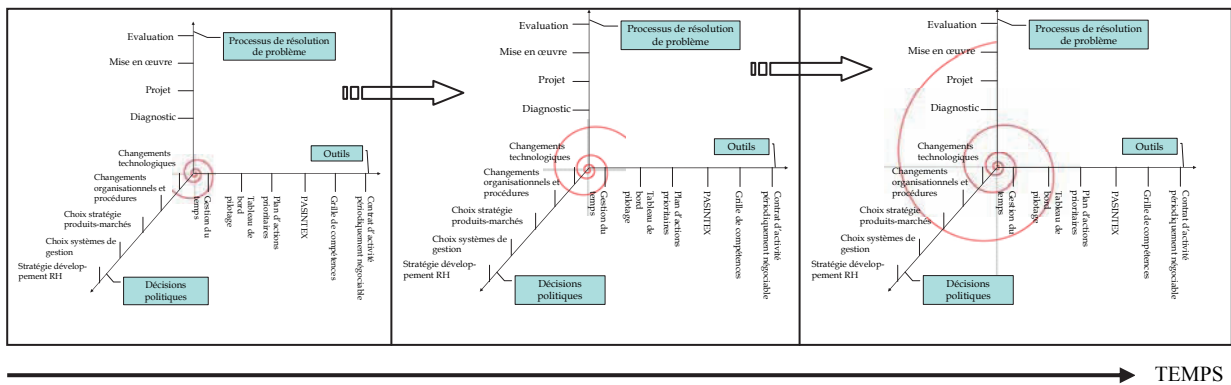 Evaluation
Processus de résolution
de problème
Mise en œuvre
Projet
Diagnostic
Changements
technologiques
Outils
Changements
organisationnels et
procédures
Choix stratégie
produits-marchés
Choix systèmes de
gestion
Stratégie dévelop-
pement RH
Décisions
politiques
Gestion du
temps
Tableau de
bord
pilotage
Plan d'actions
prioritaires
PASINTEX
Grille de compétences
Contrat d'activité
périodiquement négociable
Evaluation
Processus de résolution
de problème
Mise en œuvre
Projet
Diagnostic
Changements
technologiques
Outils
Changements
organisationnels et
procédures
Choix stratégie
produits-marchés
Choix systèmes de
gestion
Stratégie dévelop-
pement RH
Décisions
politiques
Gestion du
temps
Tableau de
bord
pilotage
Plan d'actions
prioritaires
PASINTEX
Grille de compétences
Contrat d'activité
périodiquement négociable
Evaluation
Processus de résolution
de problème
Mise en œuvre
Projet
Diagnostic
Changements
technologiques
Outils
Changements
organisationnels et
procédures
Choix stratégie
produits-marchés
Choix systèmes de
gestion
Stratégie dévelop-
pement RH
Décisions
politiques
Gestion du
temps
Tableau de
bord
pilotage
Plan d'actions
prioritaires
PASINTEX
Grille de compétences
Contrat d'activité
périodiquement négociable
TEMPS